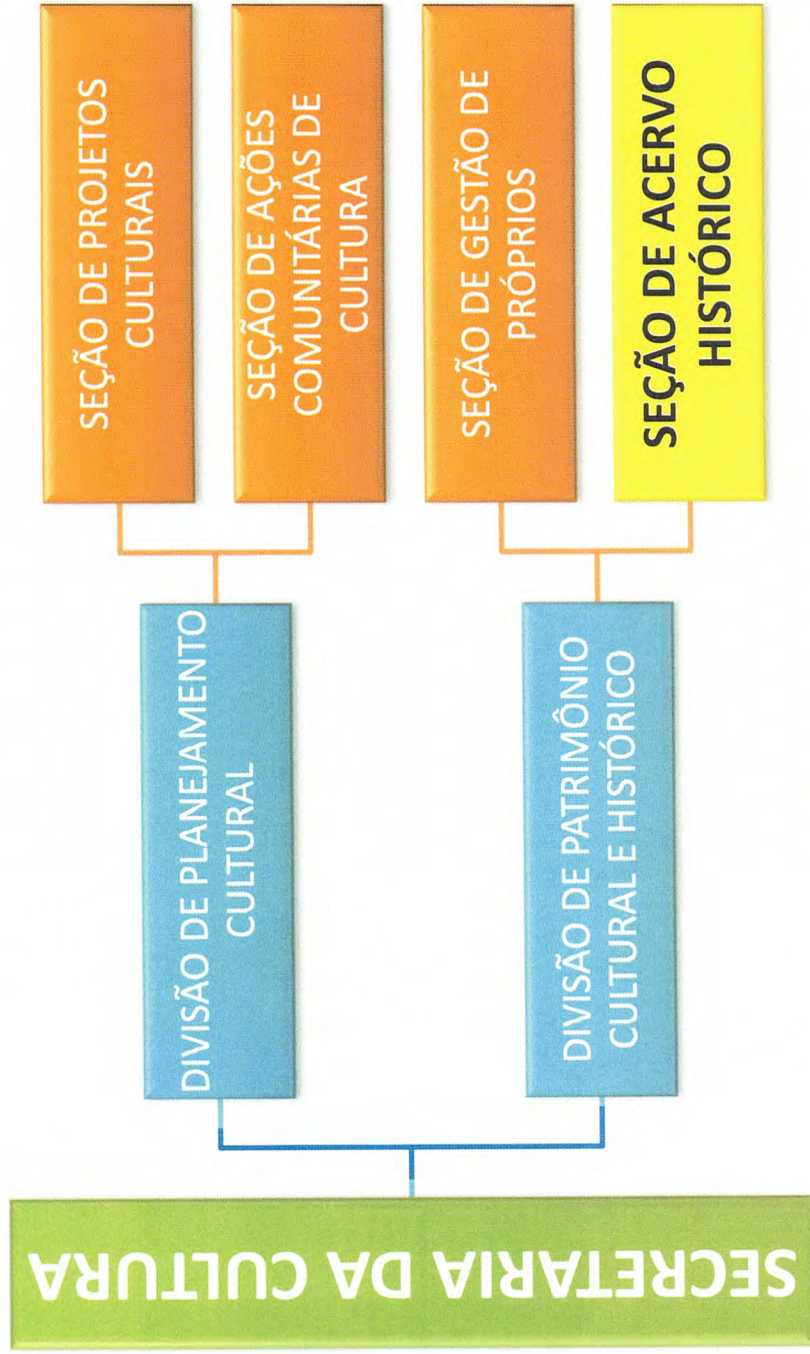 SECRETARIA DA CULTURA
DIVISÃO DE PLANEJAMENTO
CULTURAL
SEÇÃO DE PROJETOS
CULTURAIS
SEÇÃO DE AÇÕES
COMUNITÁRIAS DE
CULTURA
DIVISÃO DE PATRIMÔNIO
CULTURAL E HISTÓRICO
SEÇÃO DE GESTÃO DE
PRÓPRIOS
SEÇÃO DE ACERVO
HISTÓRICO